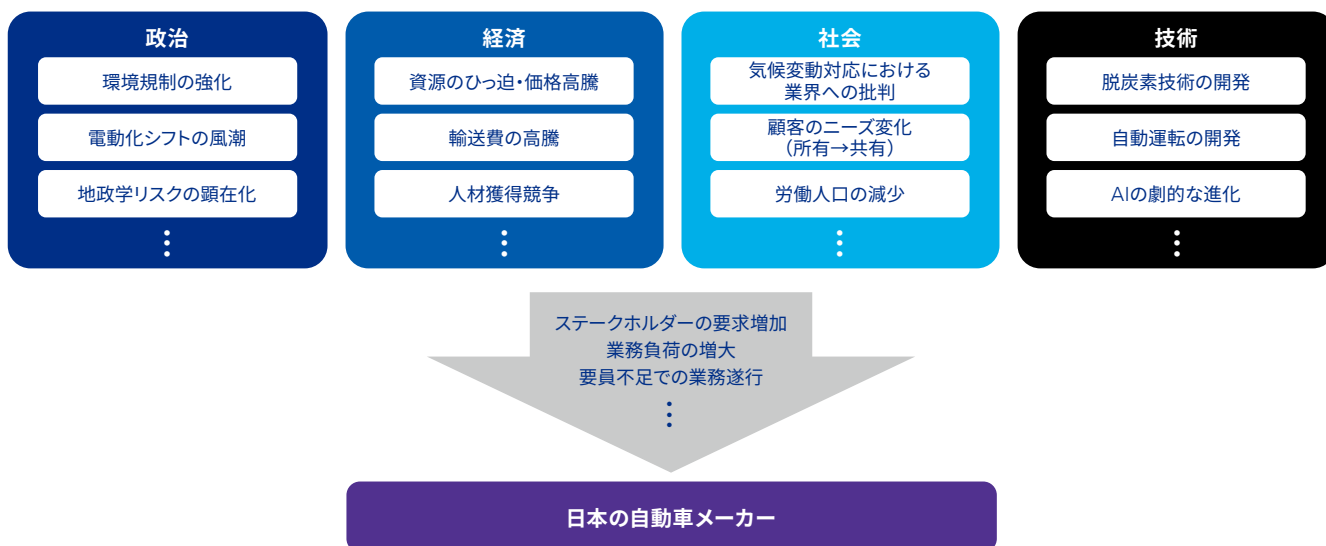 政治
環境規制の強化
電動化シフトの風潮
地政学リスクの顕在化
経済
資源のひっ迫・価格高騰
輸送費の高騰
人材獲得競争
社会
気候変動対応における
業界への批判
顧客のニーズ変化
（所有→共有）
労働人口の減少
技術
脱炭素技術の開発
自動運転の開発
AIの劇的な進化
ステークホルダーの要求増加
業務負荷の増大
要員不足での業務遂行
日本の自動車メーカー